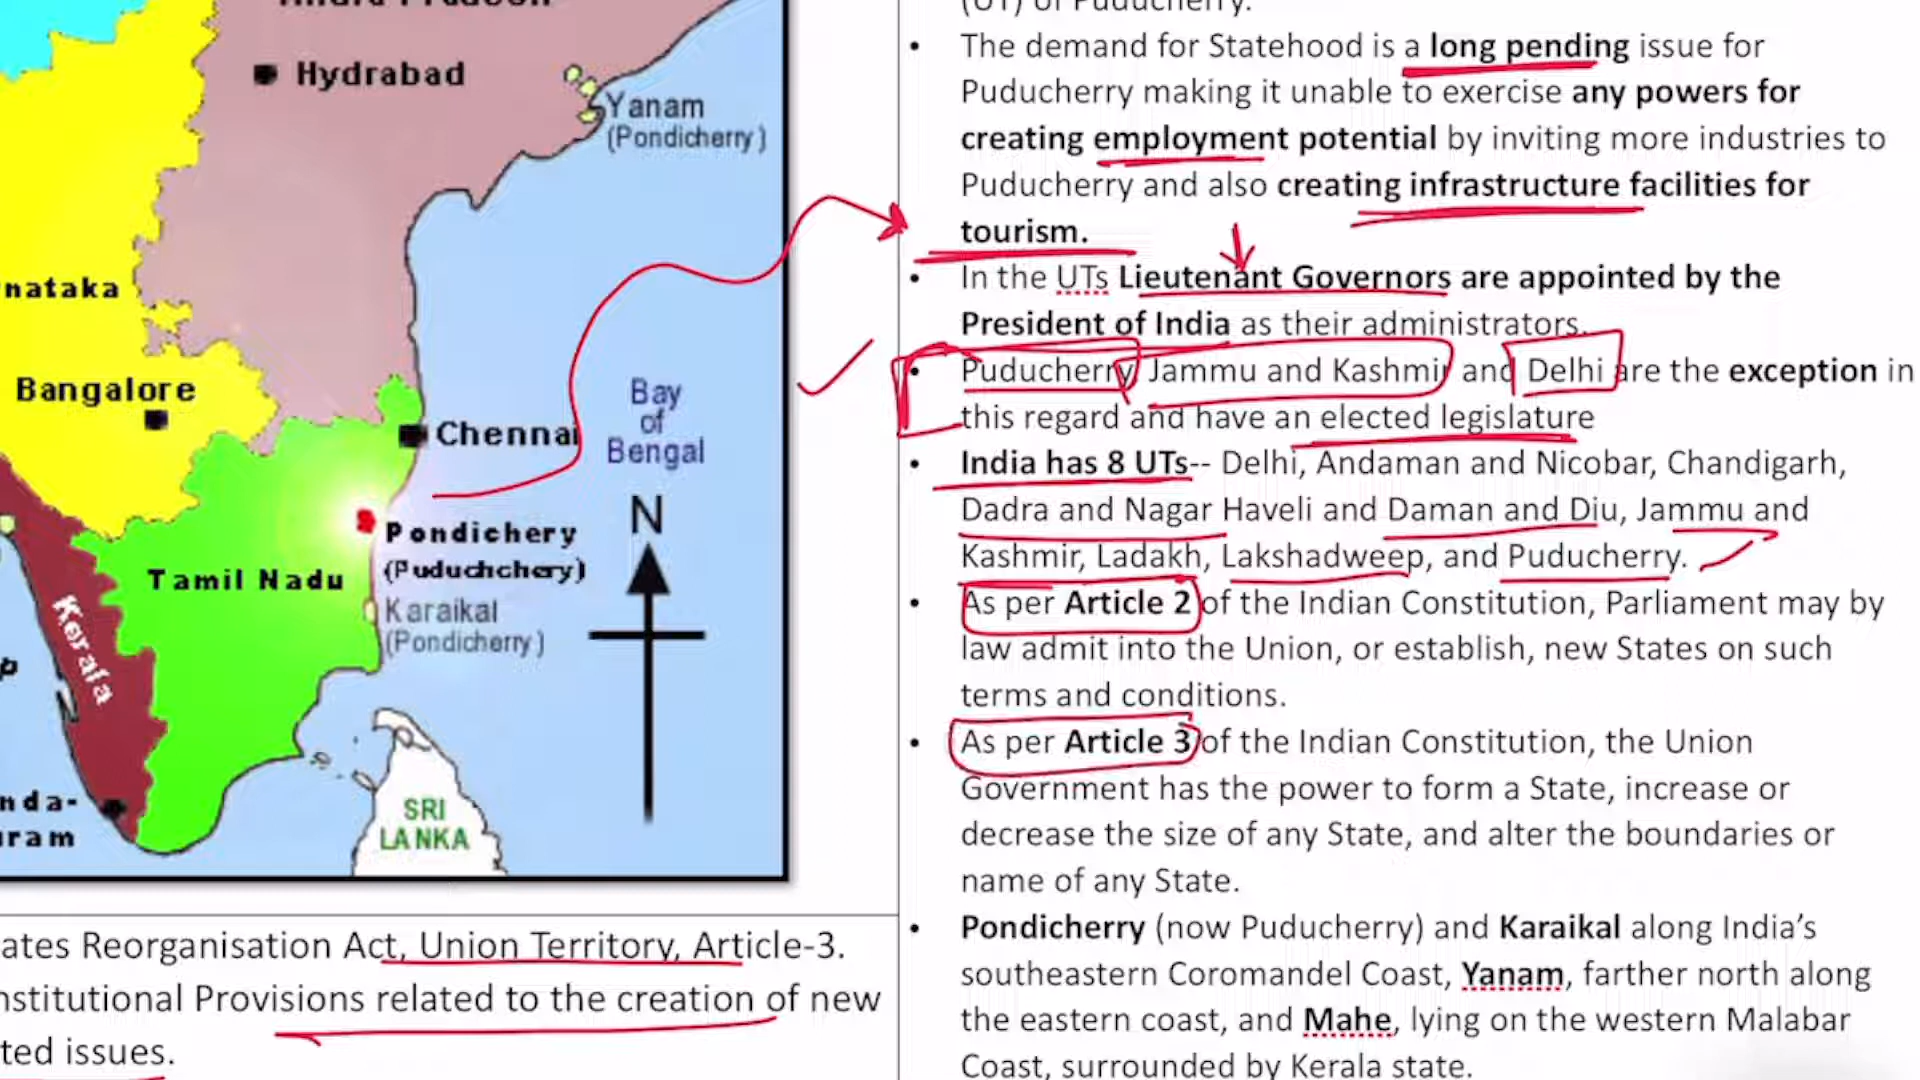 Hydrabad
Yanam
(Pondicherry )
nataka
Bangalore
Bay
of
Bengal
Chennai
N
Pondichery
(Puduchchery)
Tamil Nadu
Karaikal
(Pondicherry )
Kerala
nda-
uram
SRI
LANKA
ates Reorganisation Act, Union Territory, Article-3.
nstitutional Provisions related to the creation of new
ted issues.
(UT) of Puducherry.
• The demand for Statehood is a long pending issue for
Puducherry making it unable to exercise any powers for
creating employment potential by inviting more industries to
Puducherry and also creating infrastructure facilities for
tourism.
• In the UTs Lieutenant Governors are appointed by the
President of India as their administrators.
• Puducherry, Jammu and Kashmir and Delhi are the exception in
this regard and have an elected legislature
• India has 8 UTs-- Delhi, Andaman and Nicobar, Chandigarh,
Dadra and Nagar Haveli and Daman and Diu, Jammu and
Kashmir, Ladakh, Lakshadweep, and Puducherry.
• As per Article 2 of the Indian Constitution, Parliament may by
law admit into the Union, or establish, new States on such
terms and conditions.
• As per Article 3 of the Indian Constitution, the Union
Government has the power to form a State, increase or
decrease the size of any State, and alter the boundaries or
name of any State.
• Pondicherry (now Puducherry) and Karaikal along India’s
southeastern Coromandel Coast, Yanam, farther north along
the eastern coast, and Mahe, lying on the western Malabar
Coast, surrounded by Kerala state.